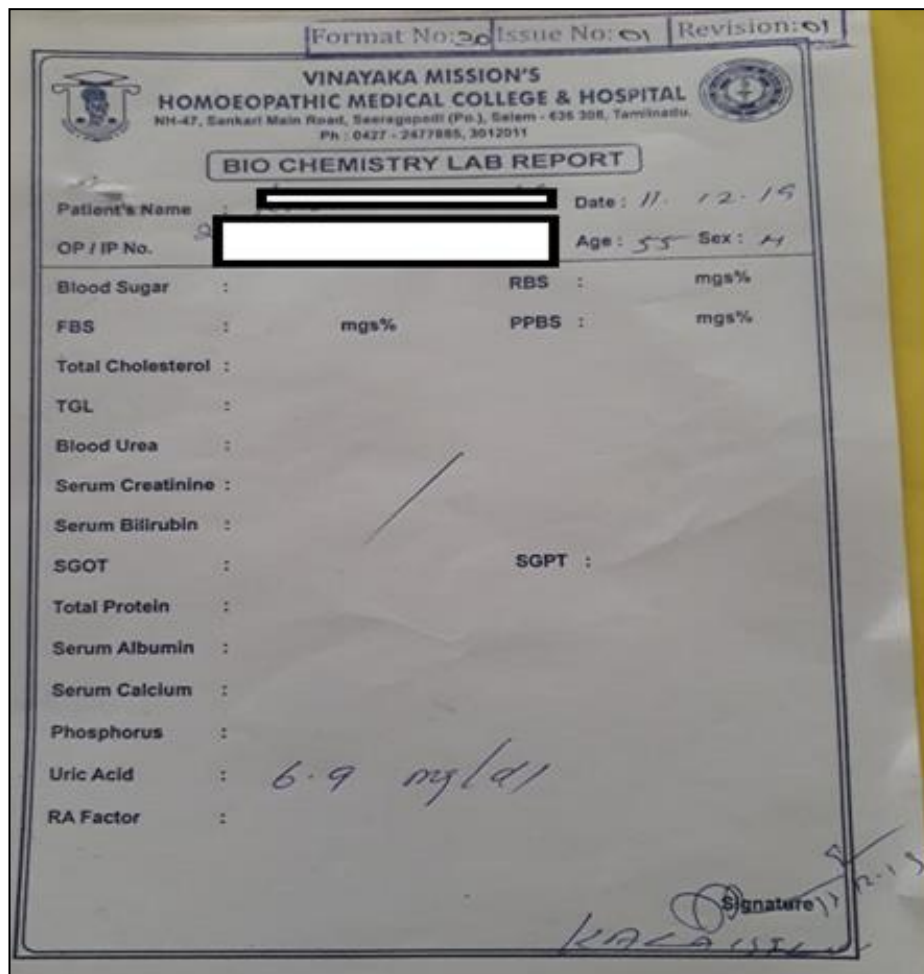 Format No: 20 Issue No: 01 Revision: 01
VINAYAKA MISSION'S
HOMOEOPATHIC MEDICAL COLLEGE & HOSPITAL
NH-47, Sankari Main Road, Seeragapadi (Po.), Salem - 636 308, Tamilnadu.
Ph : 0427 - 2477885, 3012011
BIO CHEMISTRY LAB REPORT
Patient's Name : Date : 11. 12.19
OP / IP No. Age : 55 Sex : M
Blood Sugar : RBS : mgs%
FBS : mgs% PPBS : mgs%
Total Cholesterol :
TGL :
Blood Urea :
Serum Creatinine :
Serum Bilirubin :
SGOT : SGPT :
Total Protein :
Serum Albumin :
Serum Calcium :
Phosphorus :
Uric Acid : 6.9 mg/dl
RA Factor :
Signature